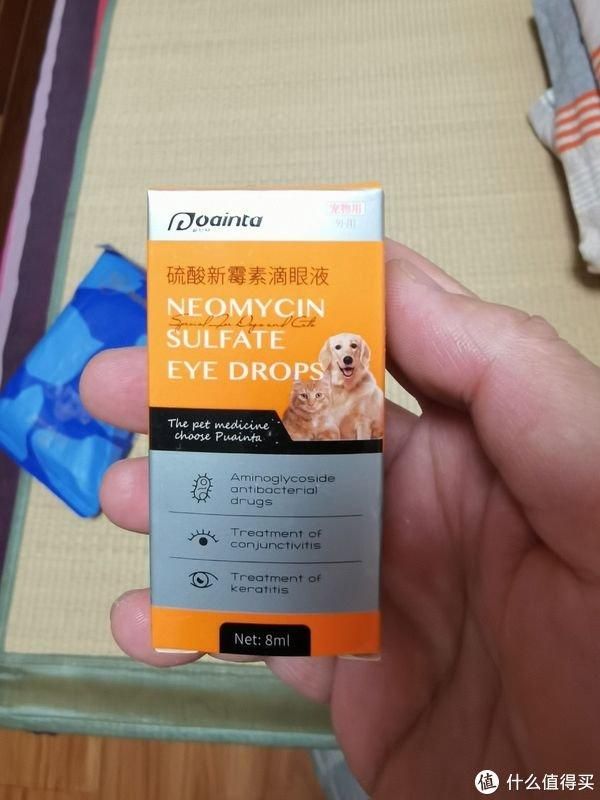 Puainta
宠物用
外用
硫酸新霉素滴眼液
NEOMYCIN
Special for Dogs and Cats
SULFATE
EYE DROPS
The pet medicine
choose Puainta
Aminoglycoside
antibacterial
drugs
Treatment of
conjunctivitis
Treatment of
keratitis
Net: 8ml
值 什么值得买